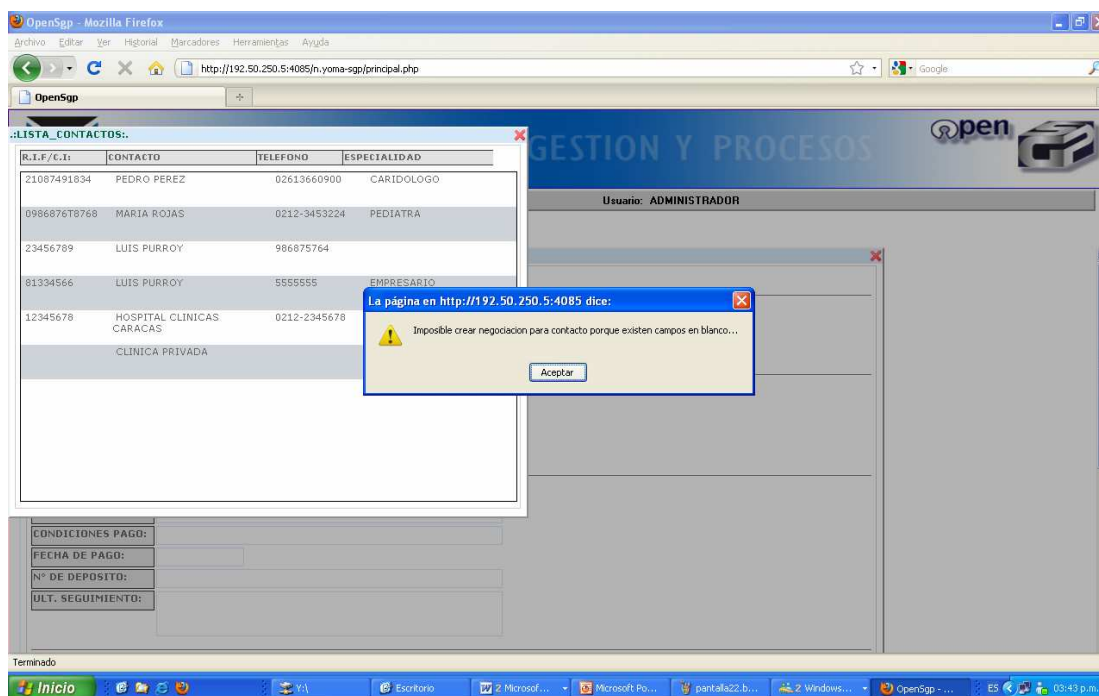 OpenSgp - Mozilla Firefox
Archivo Editar Ver Historial Marcadores Herramientas Ayuda
http://192.50.250.5:4085/n.yoma-sgp/principal.php
Google
OpenSgp
.:LISTA_CONTACTOS:.
GESTION Y PROCESOS
open
R.I.F/C.I: CONTACTO TELEFONO ESPECIALIDAD
21087491834 PEDRO PEREZ 02613660900 CARIDOLOGO
Usuario: ADMINISTRADOR
0986876T8768 MARIA ROJAS 0212-3453224 PEDIATRA
23456789 LUIS PURROY 986875764
81334566 LUIS PURROY 5555555 EMPRESARIO
La página en http://192.50.250.5:4085 dice:
12345678 HOSPITAL CLINICAS 0212-2345678
CARACAS
Imposible crear negociacion para contacto porque existen campos en blanco...
CLINICA PRIVADA
Aceptar
CONDICIONES PAGO:
FECHA DE PAGO:
Nº DE DEPOSITO:
ULT. SEGUIMIENTO:
Terminado
Inicio Y:\ Escritorio 2 Microsof... Microsoft Po... pantalla22.b... 2 Windows... OpenSgp - ... ES 03:43 p.m.